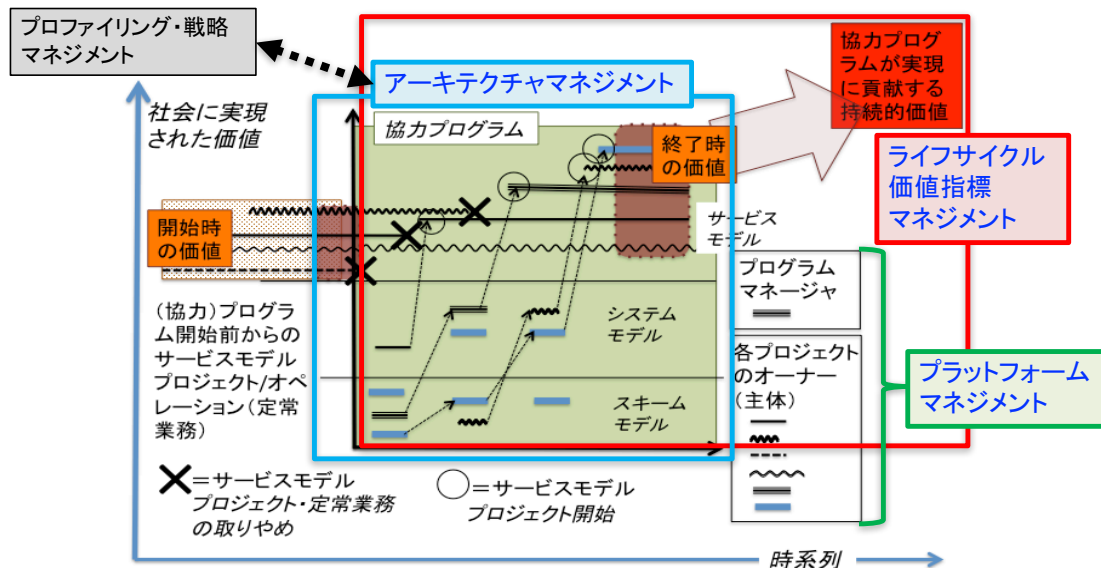 プロファイリング・戦略
マネジメント
アーキテクチャマネジメント
協力プログ
ラムが実現
に貢献する
持続的価値
社会に実現
された価値
協力プログラム
終了時
の価値
ライフサイクル
価値指標
マネジメント
開始時
の価値
サービス
モデル
プログラム
マネージャ
(協力)プログラ
ム開始前からの
サービスモデル
プロジェクト/オペ
レーション(定常
業務)
システム
モデル
各プロジェクト
のオーナー
(主体)
プラットフォーム
マネジメント
スキーム
モデル
=サービスモデル
プロジェクト・定常業務
の取りやめ
=サービスモデル
プロジェクト開始
時系列